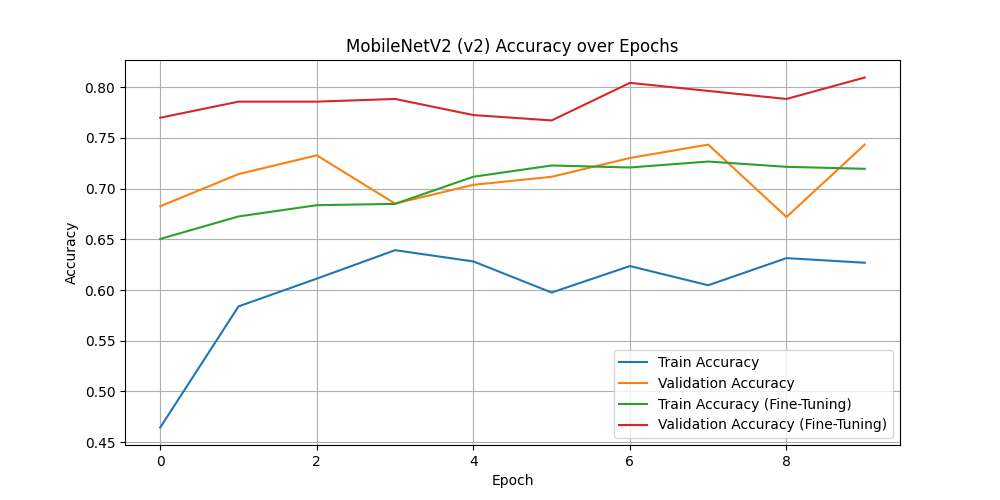 MobileNetV2 (v2) Accuracy over Epochs
Accuracy
0.80
0.75
0.70
0.65
0.60
0.55
0.50
0.45
0 2 4 6 8
Epoch
Train Accuracy
Validation Accuracy
Train Accuracy (Fine-Tuning)
Validation Accuracy (Fine-Tuning)